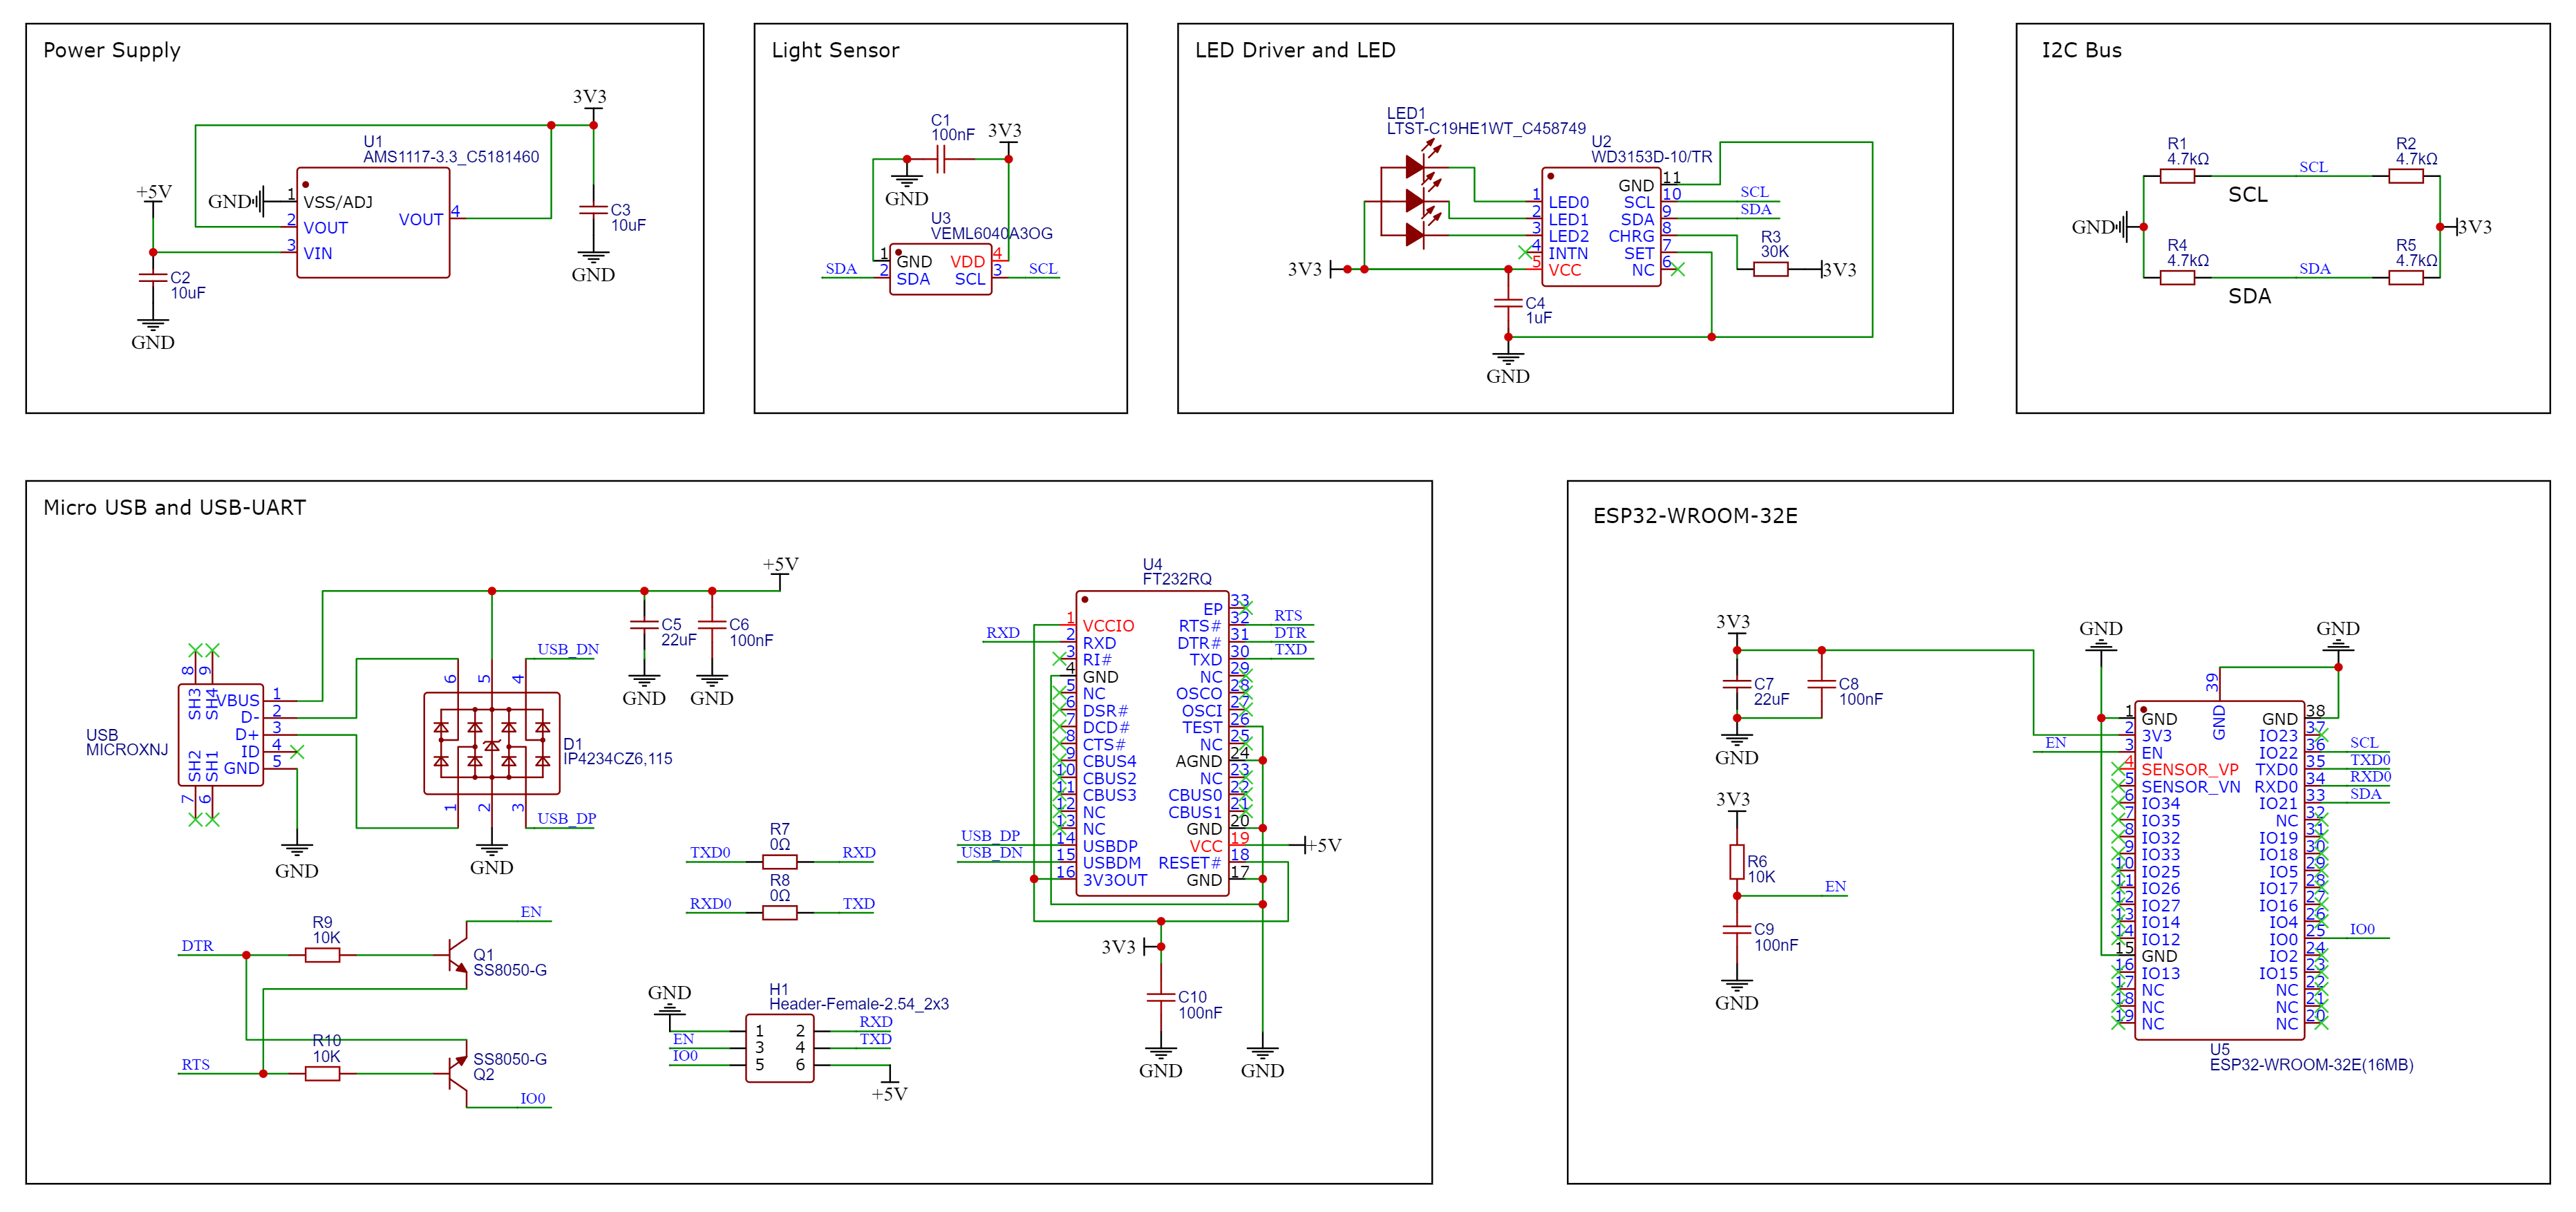 Power Supply
3V3
U1
AMS1117-3.3_C5181460
+5V
GND
1
VSS/ADJ
2
VOUT
VOUT
4
3
VIN
C3
10uF
GND
C2
10uF
GND
Light Sensor
C1
100nF
3V3
GND
U3
VEML6040A3OG
1
GND
VDD
4
SDA
2
SDA
SCL
3
SCL
LED Driver and LED
LED1
LTST-C19HE1WT_C458749
U2
WD3153D-10/TR
GND
11
1
LED0
SCL
10
SCL
2
LED1
SDA
9
SDA
3
LED2
CHRG
8
4
INTN
SET
7
5
VCC
NC
6
R3
30K
3V3
3V3
C4
1uF
GND
I2C Bus
R1
4.7kΩ
SCL
R2
4.7kΩ
SCL
GND
3V3
R4
4.7kΩ
SDA
R5
4.7kΩ
SDA
Micro USB and USB-UART
+5V
C5
22uF
C6
100nF
GND
GND
USB_DN
8
9
SH3
SH4
VBUS
1
D-
2
D+
3
ID
4
GND
5
SH2
SH1
7
6
USB
MICROXNJ
GND
6
5
4
D1
IP4234CZ6,115
1
2
3
USB_DP
GND
R7
0Ω
TXD0
RXD
R8
0Ω
RXD0
TXD
EN
R9
10K
DTR
Q1
SS8050-G
R10
10K
RTS
SS8050-G
Q2
IO0
H1
Header-Female-2.54_2x3
GND
1
2
RXD
EN
3
4
TXD
IO0
5
6
+5V
U4
FT232RQ
EP
33
1
VCCIO
RTS#
32
RTS
RXD
2
RXD
DTR#
31
DTR
3
RI#
TXD
30
TXD
4
GND
NC
29
5
NC
OSCO
28
6
DSR#
OSCI
27
7
DCD#
TEST
26
8
CTS#
NC
25
9
CBUS4
AGND
24
10
CBUS2
NC
23
11
CBUS3
CBUS0
22
12
NC
CBUS1
21
13
NC
GND
20
USB_DP
14
USBDP
VCC
19
+5V
USB_DN
15
USBDM
RESET#
18
16
3V3OUT
GND
17
3V3
C10
100nF
GND
GND
ESP32-WROOM-32E
3V3
C7
22uF
C8
100nF
GND
3V3
R6
10K
EN
C9
100nF
GND
GND
GND
39
GND
1
GND
GND
38
2
3V3
IO23
37
EN
3
EN
IO22
36
SCL
4
SENSOR_VP
TXD0
35
TXD0
5
SENSOR_VN
RXD0
34
RXD0
6
IO34
IO21
33
SDA
7
IO35
NC
32
8
IO32
IO19
31
9
IO33
IO18
30
10
IO25
IO5
29
11
IO26
IO17
28
12
IO27
IO16
27
13
IO14
IO4
26
14
IO12
IO0
25
IO0
15
GND
IO2
24
16
IO13
IO15
23
17
NC
NC
22
18
NC
NC
21
19
NC
NC
20
U5
ESP32-WROOM-32E(16MB)